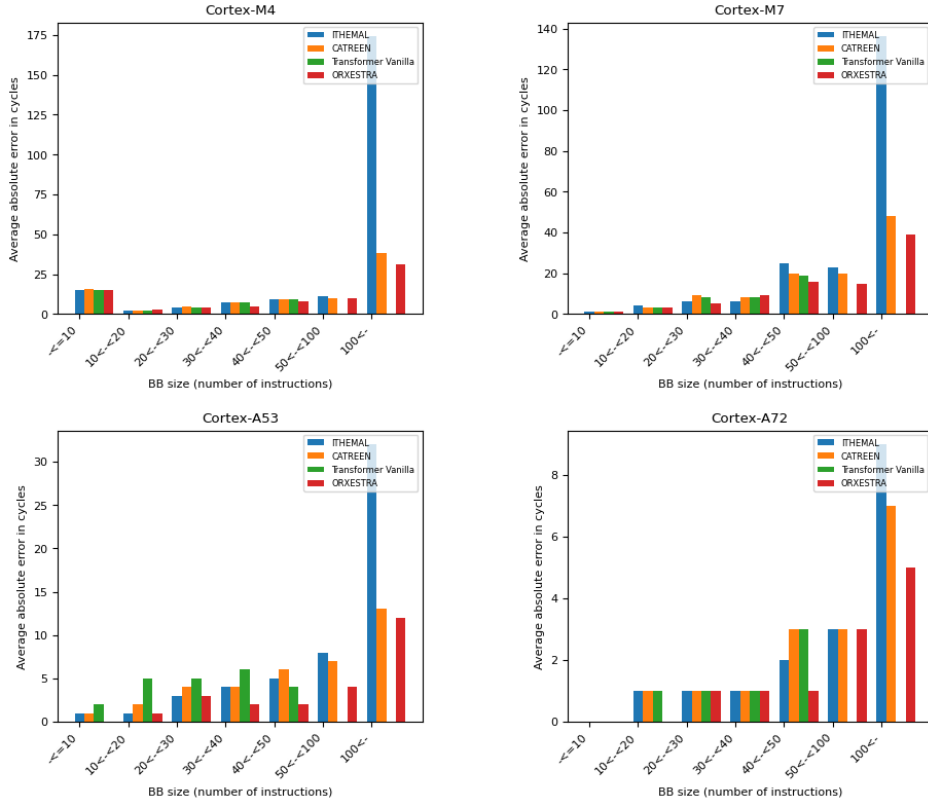 Cortex-M4
Average absolute error in cycles
175
150
125
100
75
50
25
0
ITHEMAL
CATREEN
Transformer Vanilla
ORXESTRA
-<=10
10<-<20
20<-<30
30<-<40
40<-<50
50<-<100
100<-
BB size (number of instructions)
Cortex-M7
Average absolute error in cycles
140
120
100
80
60
40
20
0
ITHEMAL
CATREEN
Transformer Vanilla
ORXESTRA
-<=10
10<-<20
20<-<30
30<-<40
40<-<50
50<-<100
100<-
BB size (number of instructions)
Cortex-A53
Average absolute error in cycles
30
25
20
15
10
5
0
ITHEMAL
CATREEN
Transformer Vanilla
ORXESTRA
-<=10
10<-<20
20<-<30
30<-<40
40<-<50
50<-<100
100<-
BB size (number of instructions)
Cortex-A72
Average absolute error in cycles
8
6
4
2
0
ITHEMAL
CATREEN
Transformer Vanilla
ORXESTRA
-<=10
10<-<20
20<-<30
30<-<40
40<-<50
50<-<100
100<-
BB size (number of instructions)